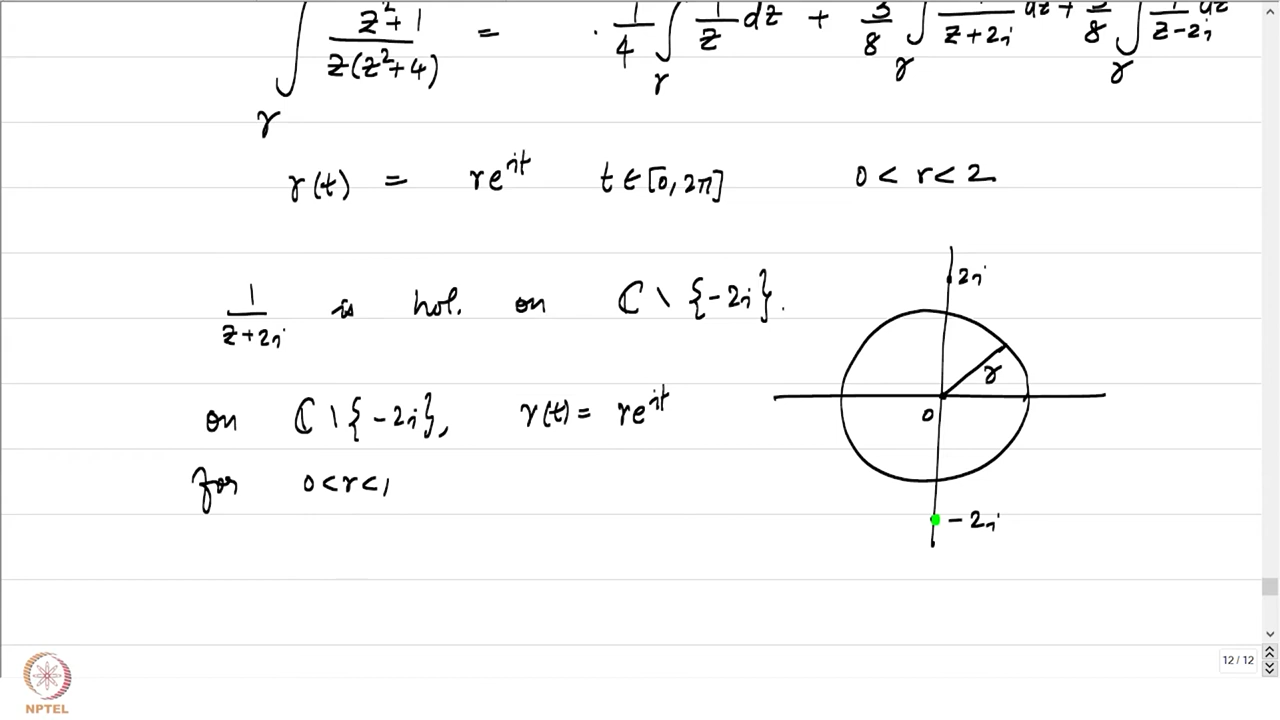 ∫_γ (z²+1)/(z(z²+4)) = 1/4 ∫_γ 1/z dz + 3/8 ∫_γ 1/(z+2i) dz + 3/8 ∫_γ 1/(z-2i) dz
γ(t) = re^{it} t ∈ [0, 2π] 0 < r < 2
2i
1/(z+2i) is hol. on ℂ \ {-2i}.
r
on ℂ \ {-2i}, γ(t) = re^{it}
0
for 0 < r < 1
-2i
12 / 12
NPTEL